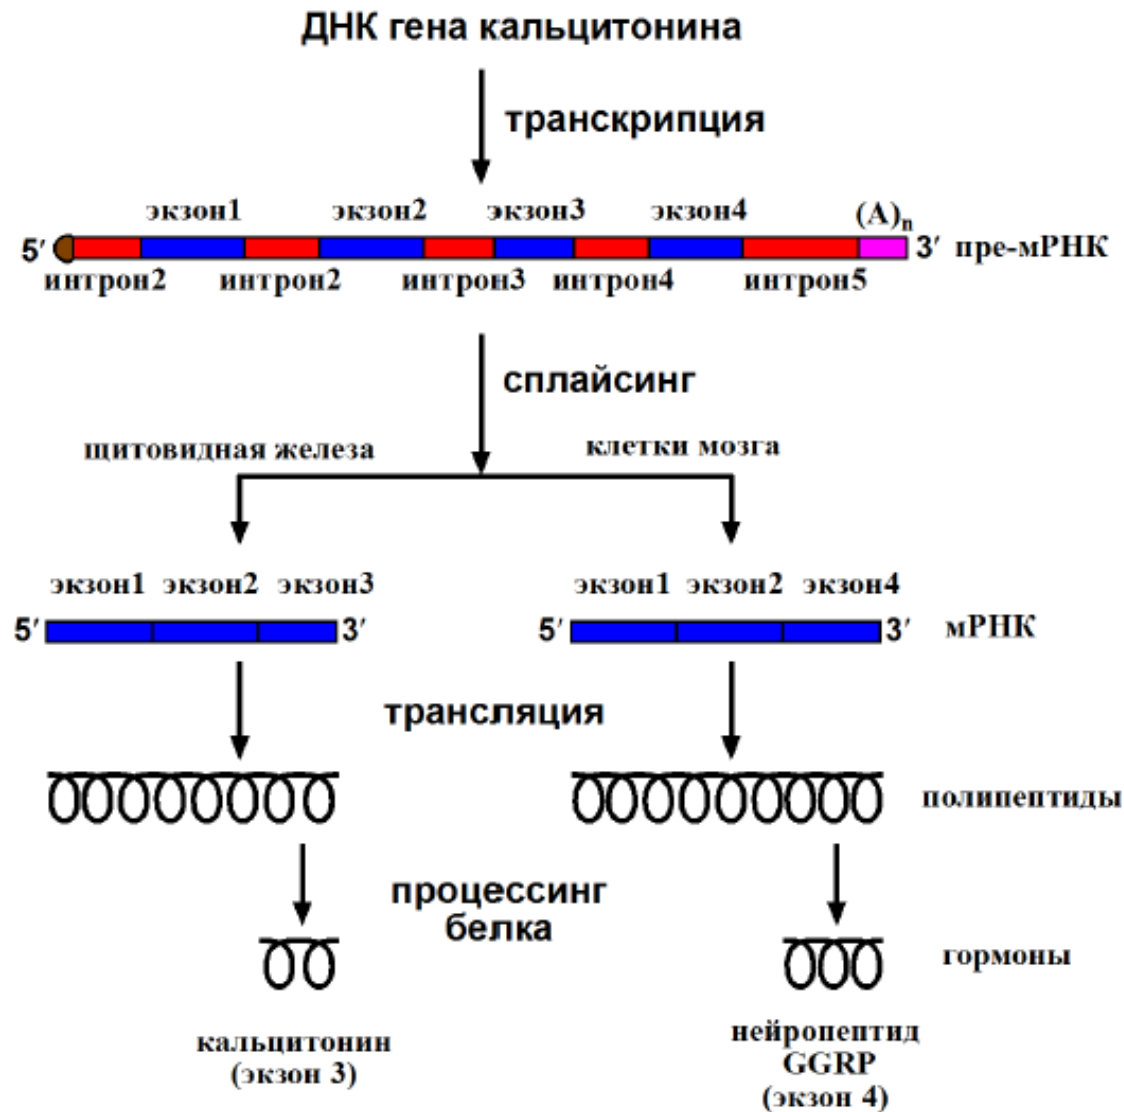 ДНК гена кальцитонина
транскрипция
экзон1 экзон2 экзон3 экзон4 (А)n
5′ 3′ пре-мРНК
интрон2 интрон2 интрон3 интрон4 интрон5
сплайсинг
щитовидная железа клетки мозга
экзон1 экзон2 экзон3 экзон1 экзон2 экзон4
5′ 3′ 5′ 3′ мРНК
трансляция
полипептиды
процессинг
белка
гормоны
кальцитонин
(экзон 3)
нейропептид
GGRP
(экзон 4)